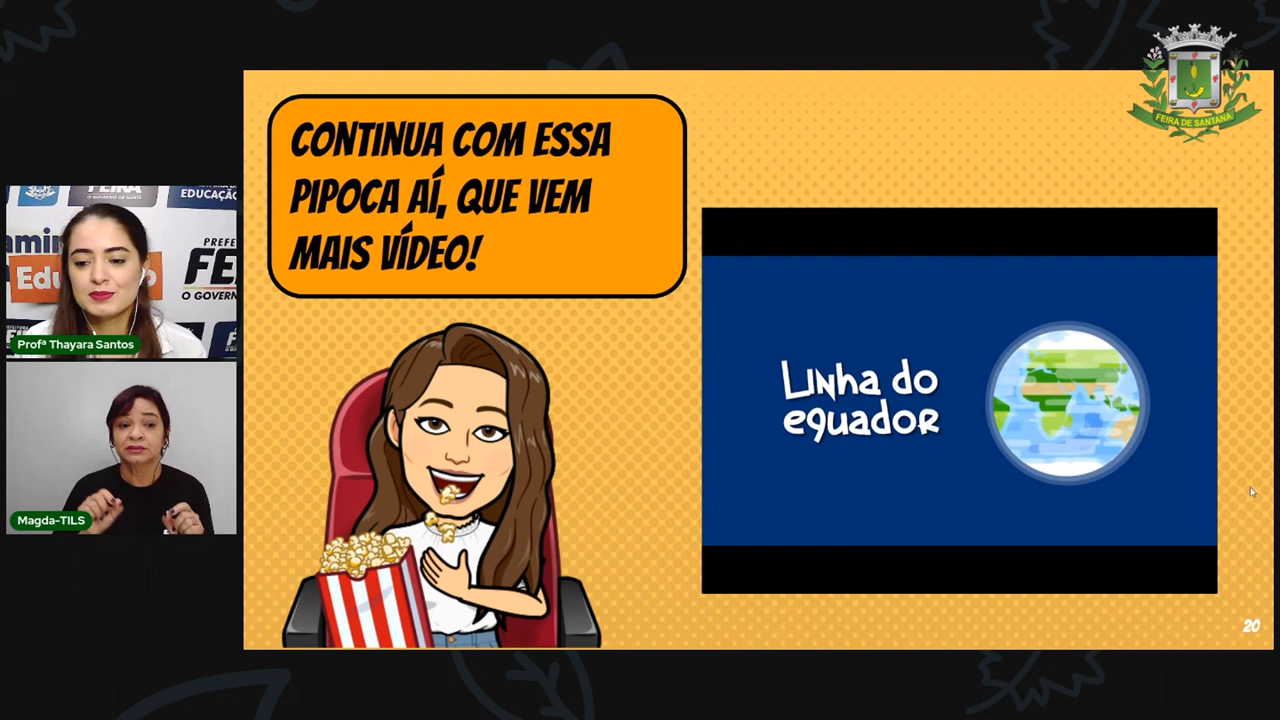 CONTINUA COM ESSA
PIPOCA AÍ, QUE VEM
MAIS VÍDEO!
FEIRA DE SANTANA
Linha do
equador
EDUCAÇÃO
O GOVERN
Profª Thayara Santos
Magda-TILS
20